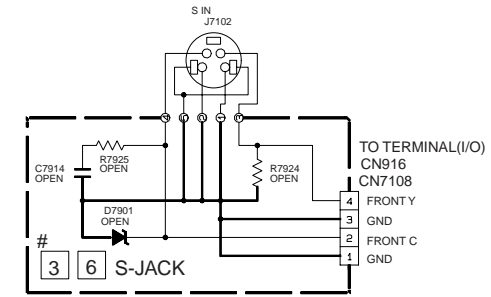 S IN
J7102
R7925
OPEN
C7914
OPEN
R7924
OPEN
D7901
OPEN
TO TERMINAL(I/O)
CN916
CN7108
4 FRONT Y
3 GND
2 FRONT C
1 GND
#
3 6 S-JACK